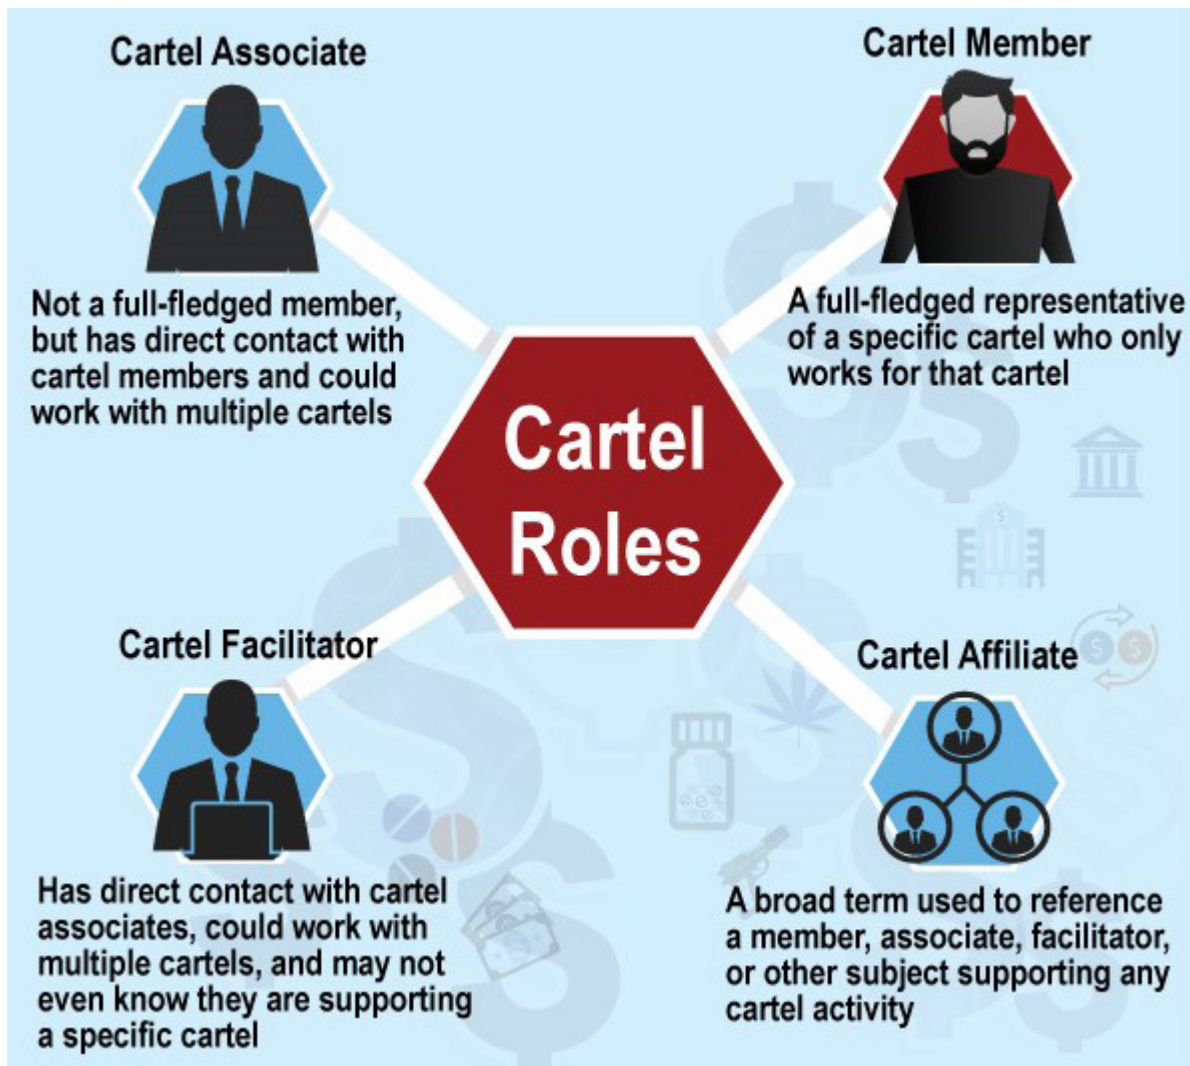 Cartel Associate
Not a full-fledged member,
but has direct contact with
cartel members and could
work with multiple cartels
Cartel Member
A full-fledged representative
of a specific cartel who only
works for that cartel
Cartel
Roles
Cartel Facilitator
Has direct contact with cartel
associates, could work with
multiple cartels, and may not
even know they are supporting
a specific cartel
Cartel Affiliate
A broad term used to reference
a member, associate, facilitator,
or other subject supporting any
cartel activity